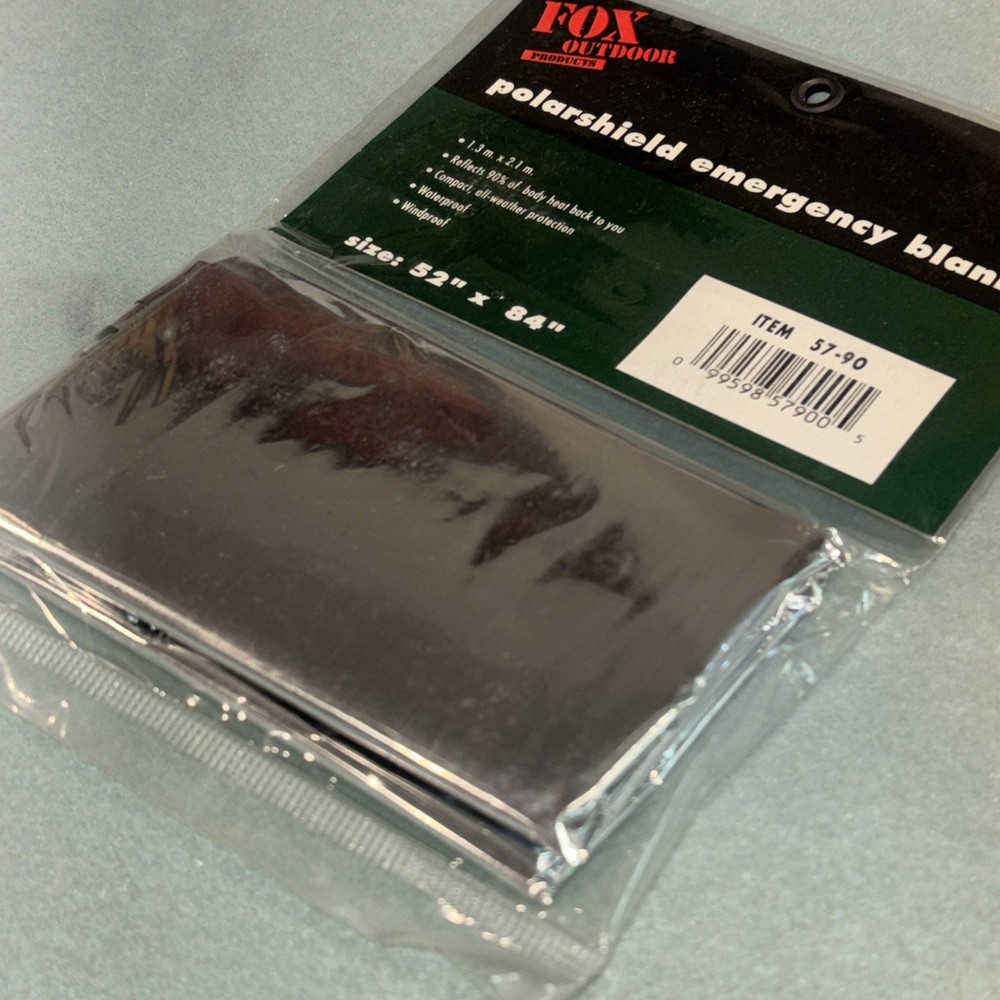 FOX
OUTDOOR
PRODUCTS
polarshield emergency blan
• 1.3 m. x 2.1 m.
• Reflects 90% of body heat back to you
• Compact, all-weather protection
• Waterproof
• Windproof
size: 52" x 84"
ITEM 57-90
0 99598 57900 5